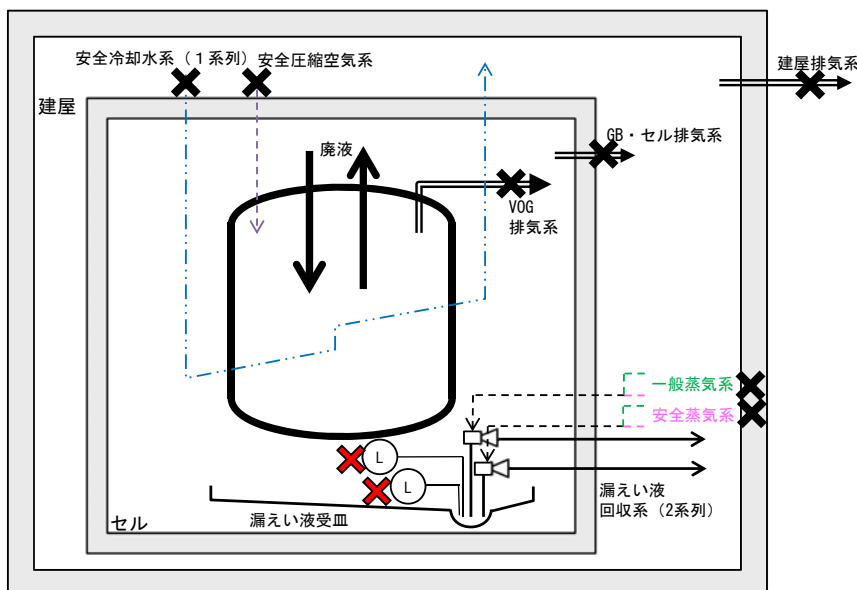 安全冷却水系(1系列)
安全圧縮空気系
建屋排気系
建屋
GB・セル排気系
廃液
VOG
排気系
一般蒸気系
安全蒸気系
L
L
漏えい液
回収系(2系列)
漏えい液受皿
セル